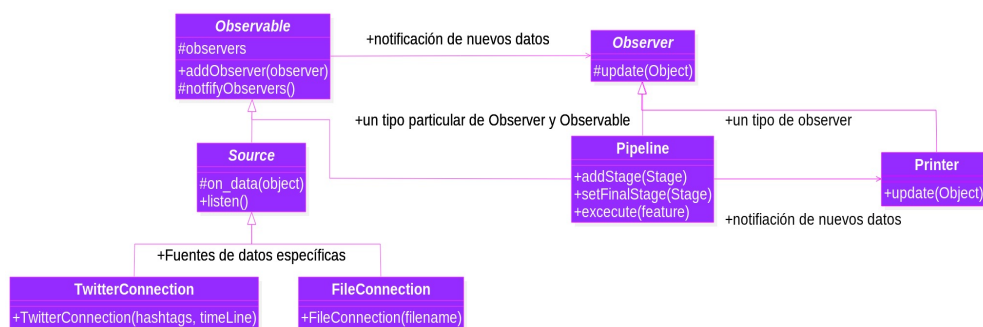 Observable
#observers
+addObserver(observer)
#notfifyObservers()
+notificación de nuevos datos
Observer
#update(Object)
+un tipo particular de Observer y Observable
+un tipo de observer
Source
#on_data(object)
+listen()
Pipeline
+addStage(Stage)
+setFinalStage(Stage)
+excecute(feature)
Printer
+update(Object)
+notifiación de nuevos datos
+Fuentes de datos específicas
TwitterConnection
+TwitterConnection(hashtags, timeLine)
FileConnection
+FileConnection(filename)